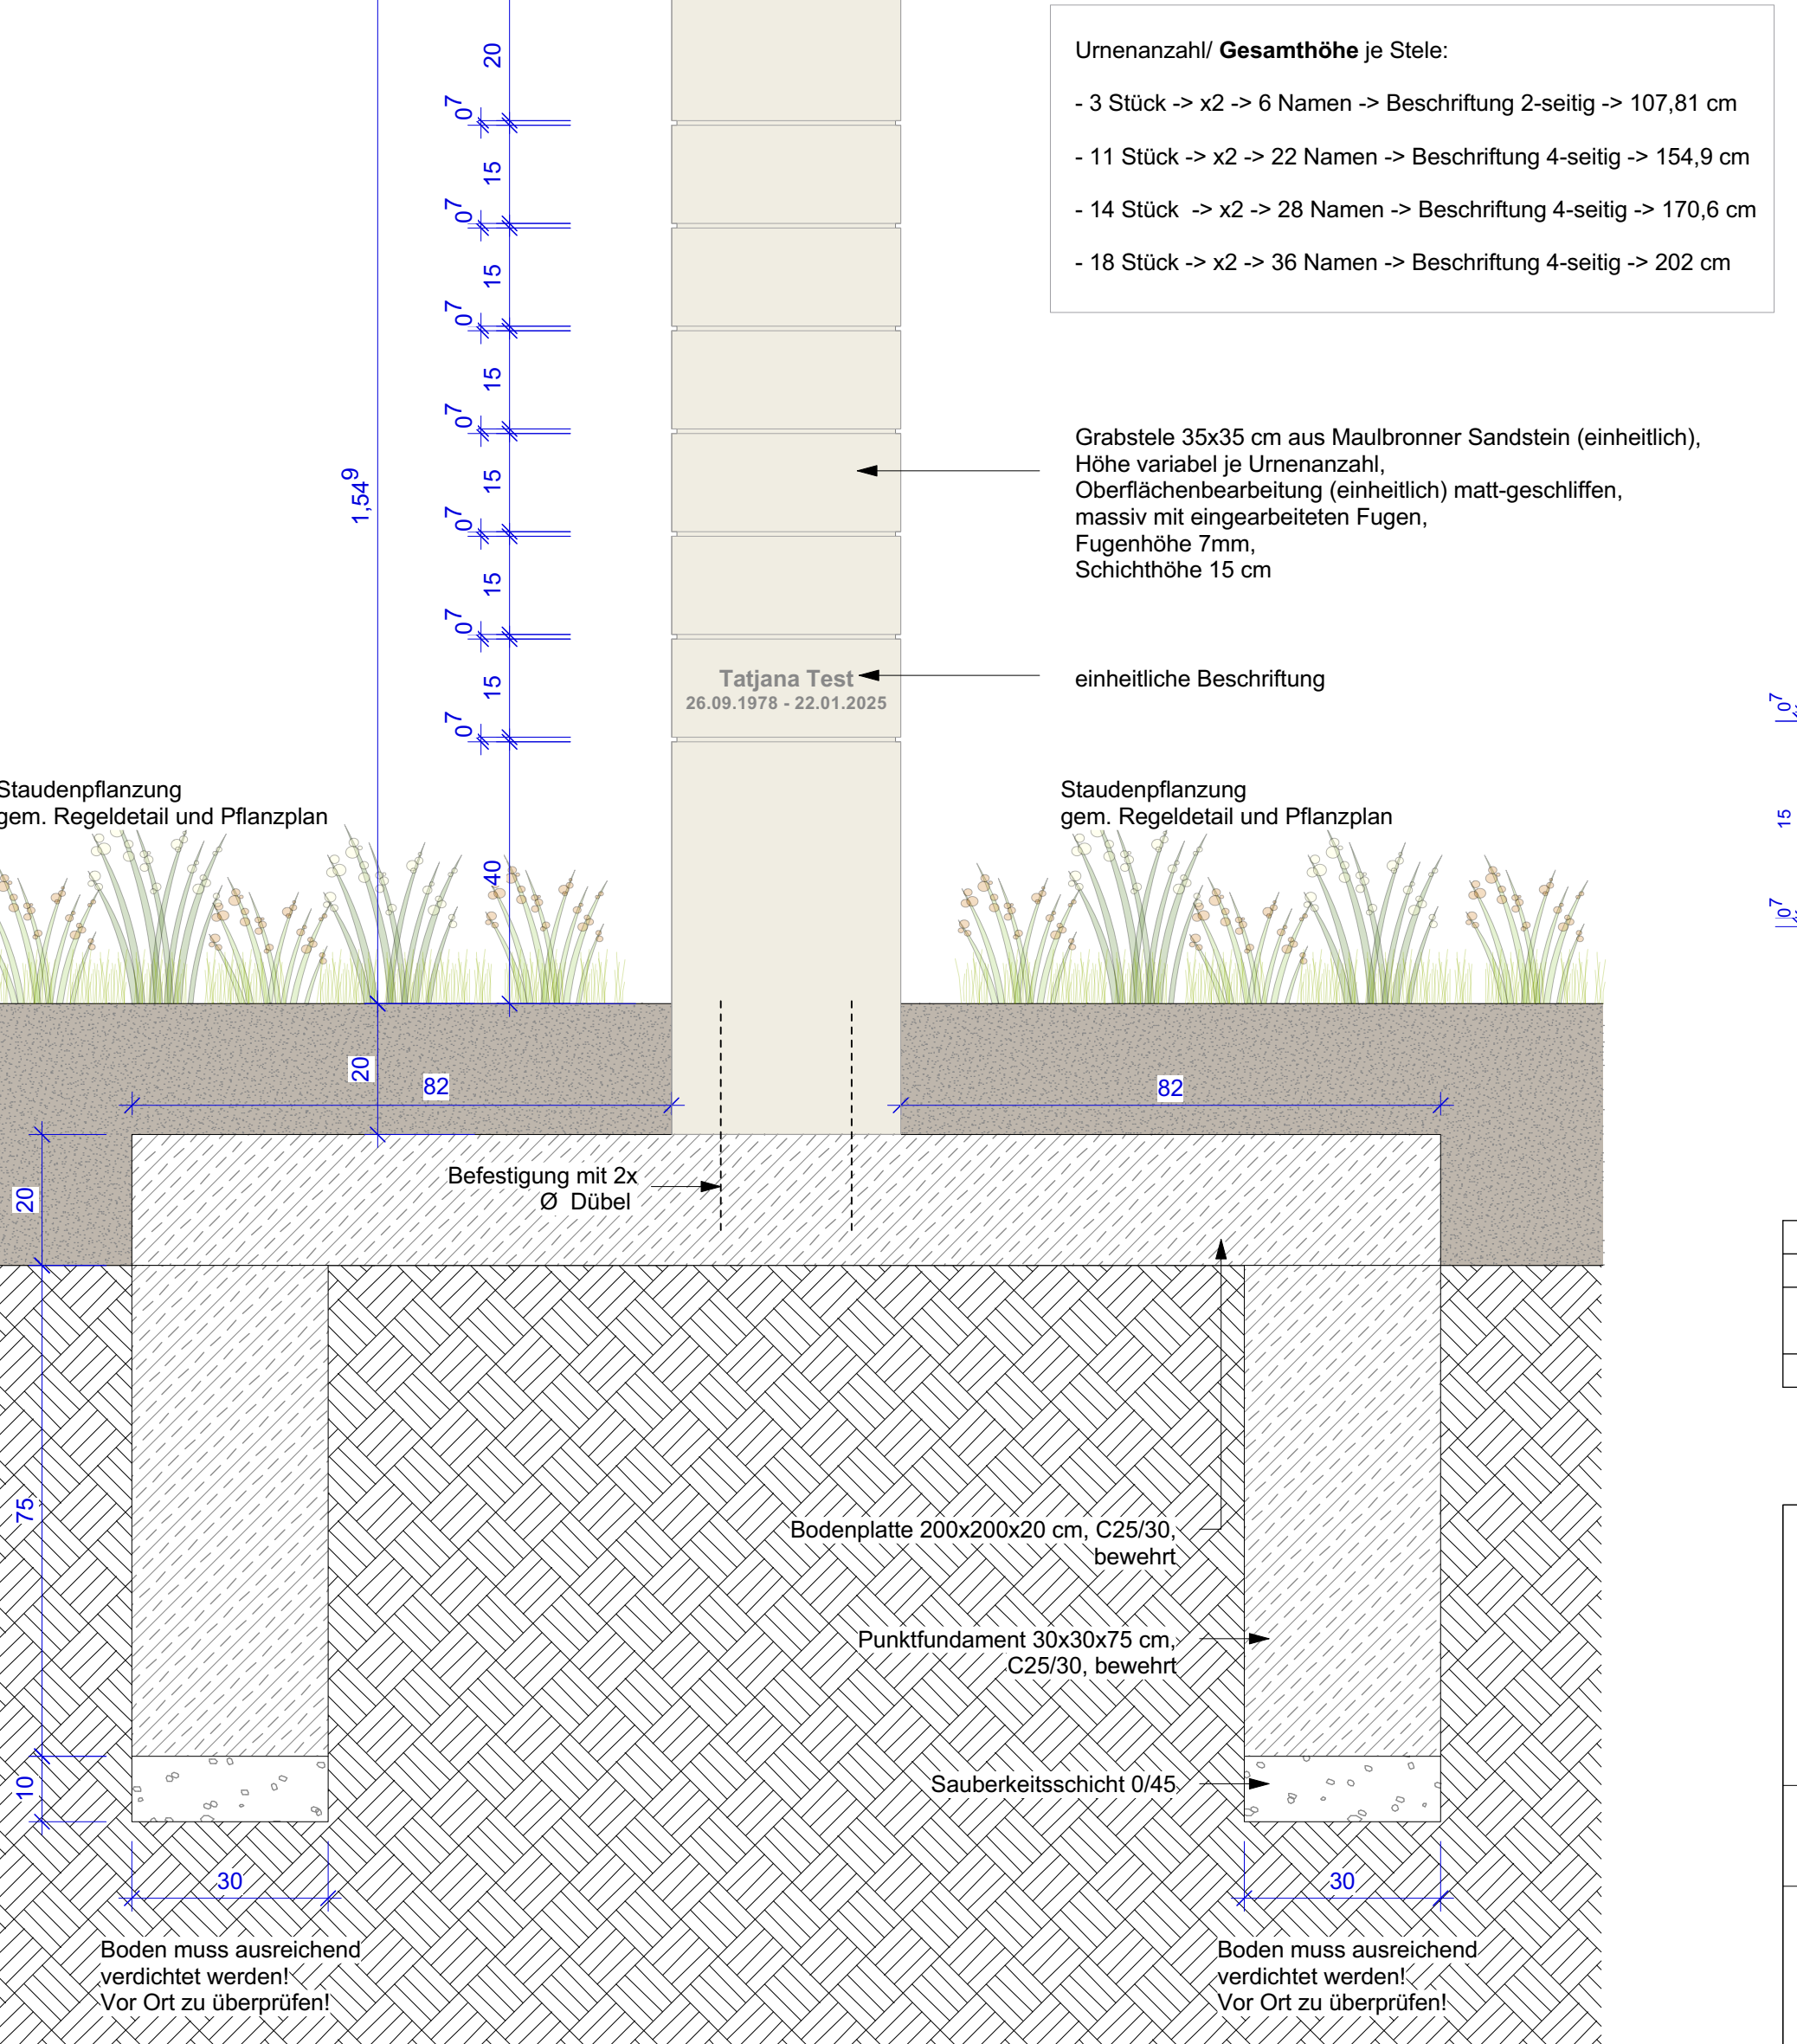 Urnenanzahl/ Gesamthöhe je Stele:
- 3 Stück -> x2 -> 6 Namen -> Beschriftung 2-seitig -> 107,81 cm
- 11 Stück -> x2 -> 22 Namen -> Beschriftung 4-seitig -> 154,9 cm
- 14 Stück -> x2 -> 28 Namen -> Beschriftung 4-seitig -> 170,6 cm
- 18 Stück -> x2 -> 36 Namen -> Beschriftung 4-seitig -> 202 cm
20
0⁷
15
0⁷
15
0⁷
15
0⁷
15
0⁷
15
0⁷
15
0⁷
40
1,54⁹
Grabstele 35x35 cm aus Maulbronner Sandstein (einheitlich),
Höhe variabel je Urnenanzahl,
Oberflächenbearbeitung (einheitlich) matt-geschliffen,
massiv mit eingearbeiteten Fugen,
Fugenhöhe 7mm,
Schichthöhe 15 cm
Tatjana Test
26.09.1978 - 22.01.2025
einheitliche Beschriftung
0⁷
15
0⁷
Staudenpflanzung
gem. Regeldetail und Pflanzplan
Staudenpflanzung
gem. Regeldetail und Pflanzplan
20
82
82
20
Befestigung mit 2x
Ø Dübel
75
Bodenplatte 200x200x20 cm, C25/30,
bewehrt
Punktfundament 30x30x75 cm,
C25/30, bewehrt
10
Sauberkeitsschicht 0/45
30
30
Boden muss ausreichend
verdichtet werden!
Vor Ort zu überprüfen!
Boden muss ausreichend
verdichtet werden!
Vor Ort zu überprüfen!